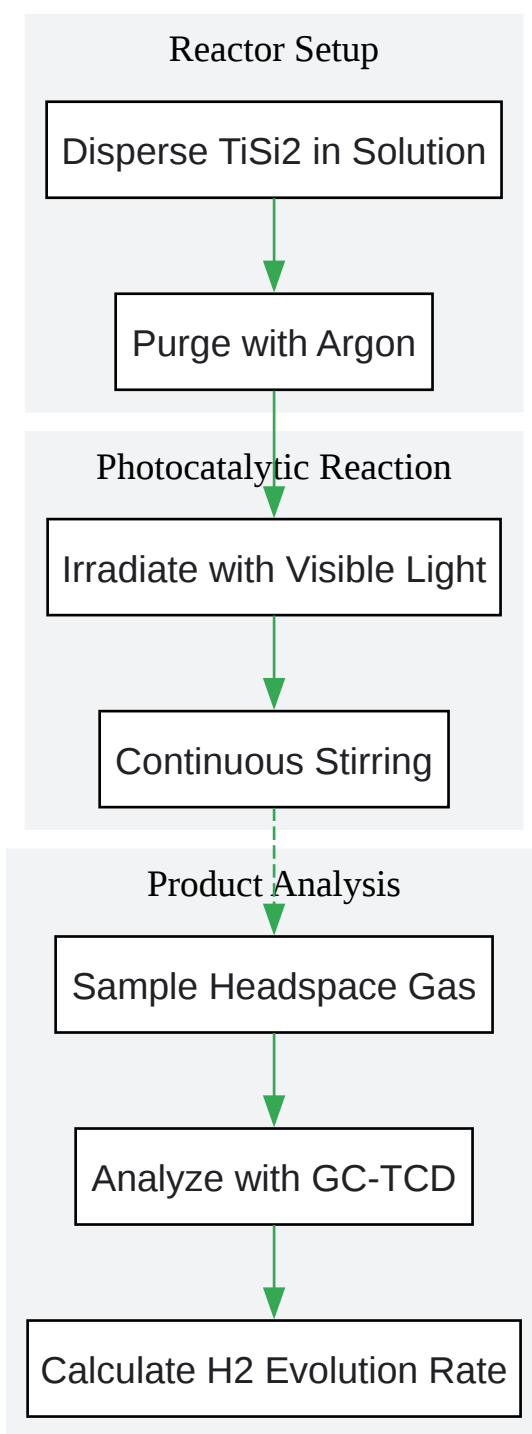 Reactor Setup
Disperse TiSi2 in Solution
Purge with Argon
Photocatalytic Reaction
Irradiate with Visible Light
Continuous Stirring
Product Analysis
Sample Headspace Gas
Analyze with GC-TCD
Calculate H2 Evolution Rate